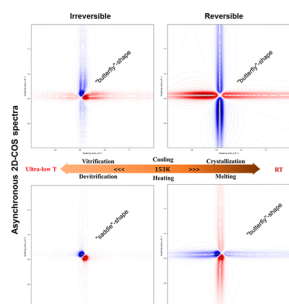 Irreversible
Reversible
Asynchronous 2D-COS spectra
"butterfly"-shape
"butterfly"-shape
Vitrification
Cooling
Crystallization
Ultra-low T
<<<
153K
>>>
RT
Devitrification
Heating
Melting
"saddle"-shape
"butterfly"-shape